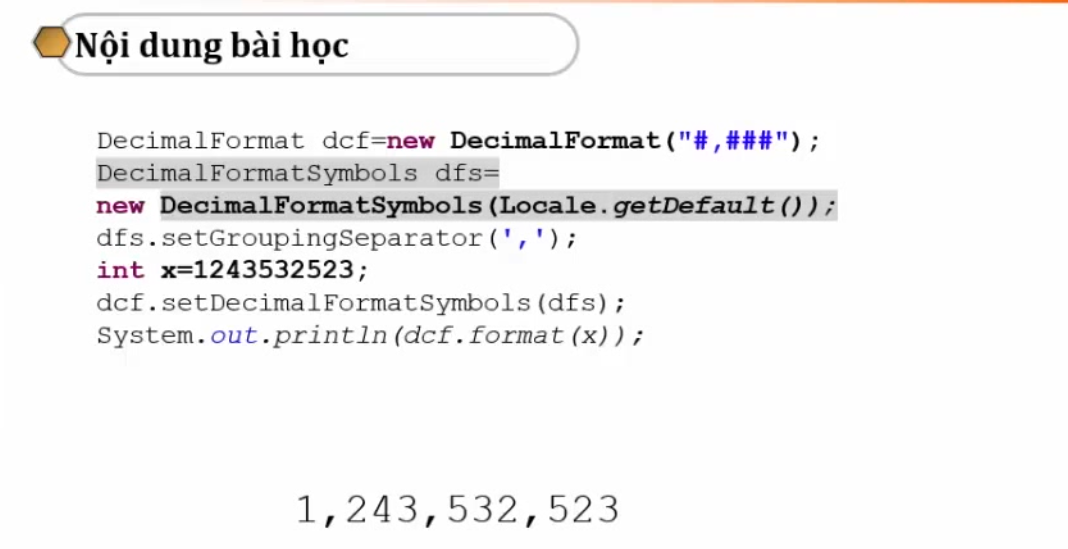 Nội dung bài học
DecimalFormat dcf=new DecimalFormat("#,###");
DecimalFormatSymbols dfs=
new DecimalFormatSymbols(Locale.getDefault());
dfs.setGroupingSeparator(',');
int x=1243532523;
dcf.setDecimalFormatSymbols(dfs);
System.out.println(dcf.format(x));
1,243,532,523